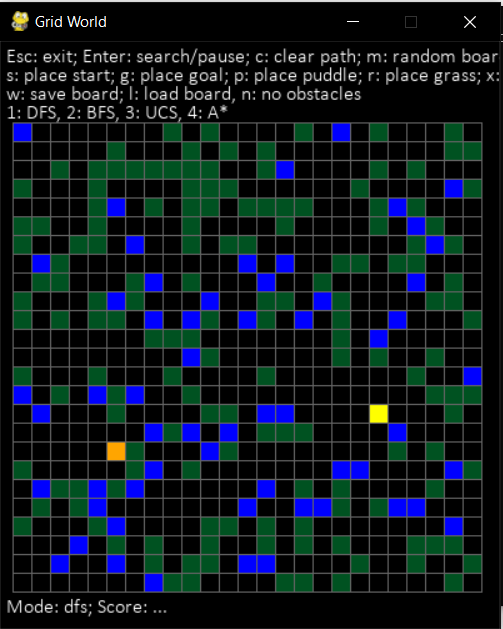 Grid World
Esc: exit; Enter: search/pause; c: clear path; m: random boar
s: place start; g: place goal; p: place puddle; r: place grass; x:
w: save board; l: load board, n: no obstacles
1: DFS, 2: BFS, 3: UCS, 4: A*
Mode: dfs; Score: ...